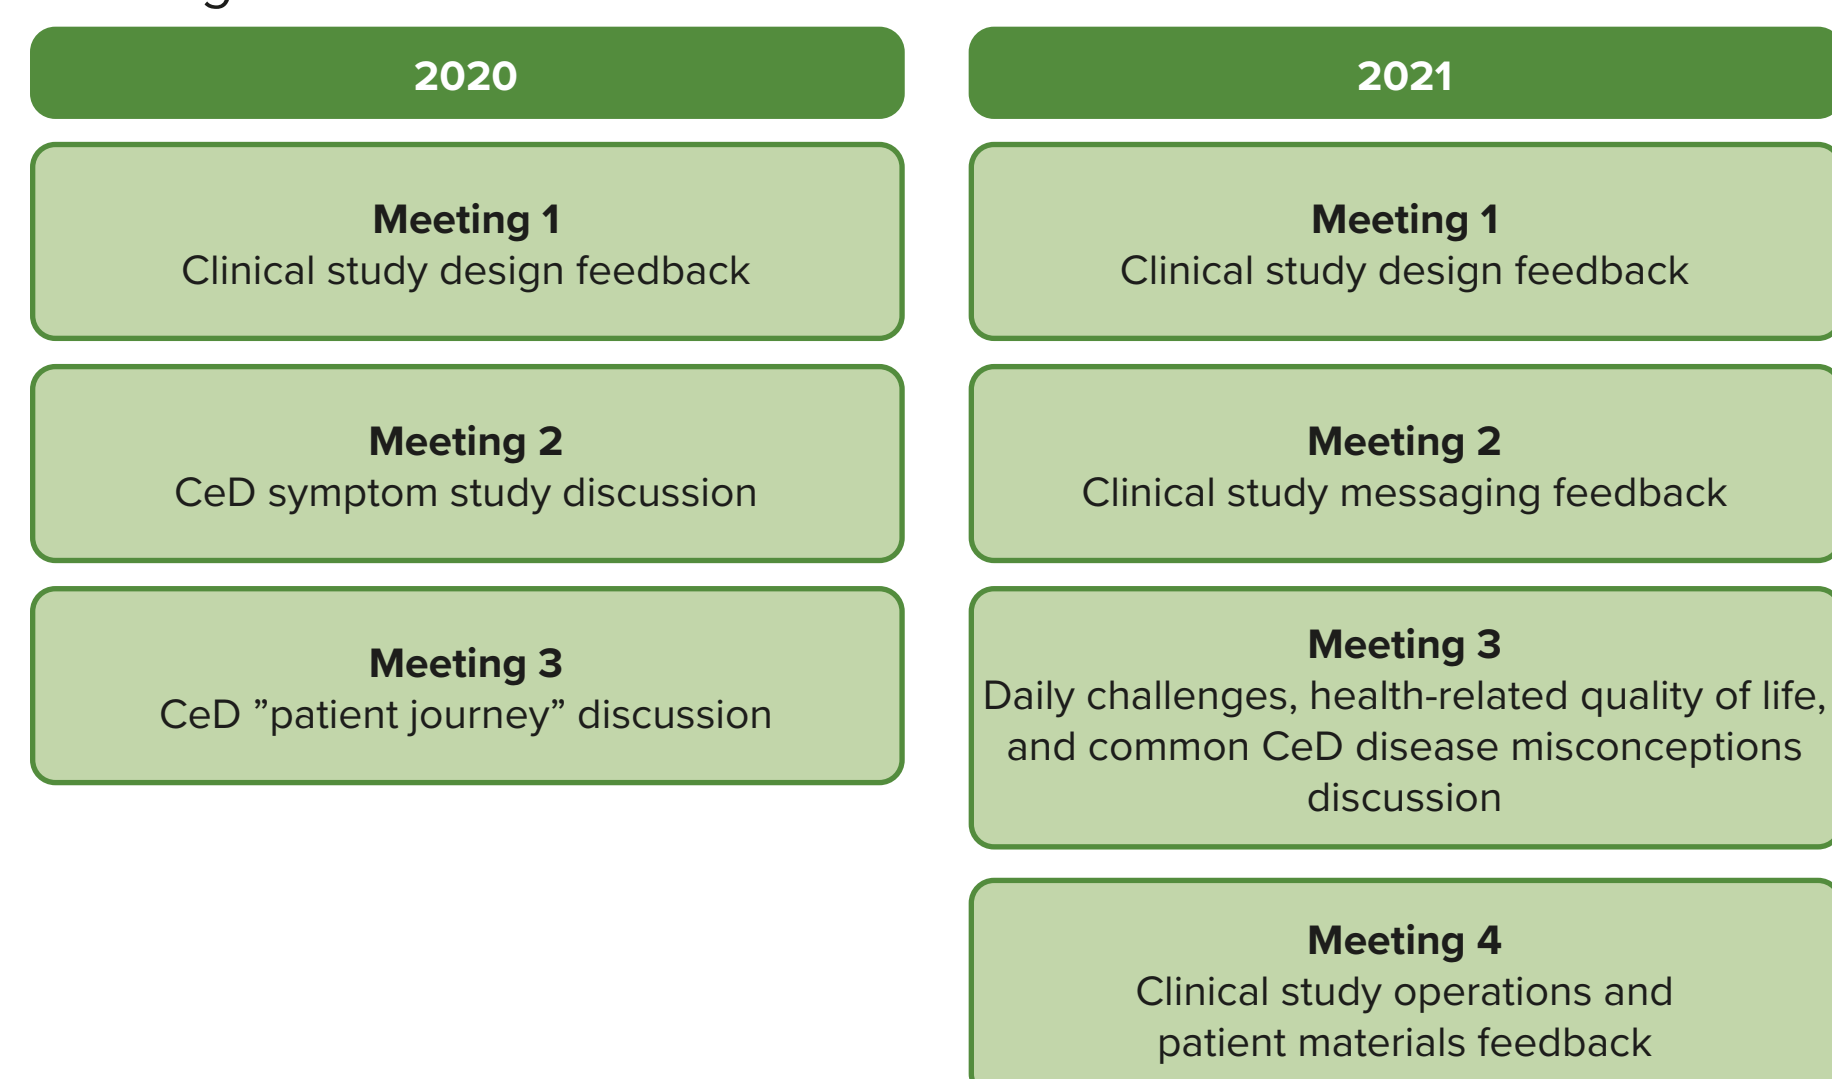 2020
Meeting 1
Clinical study design feedback
Meeting 2
CeD symptom study discussion
Meeting 3
CeD ”patient journey” discussion
2021
Meeting 1
Clinical study design feedback
Meeting 2
Clinical study messaging feedback
Meeting 3
Daily challenges, health-related quality of life,
and common CeD disease misconceptions
discussion
Meeting 4
Clinical study operations and
patient materials feedback